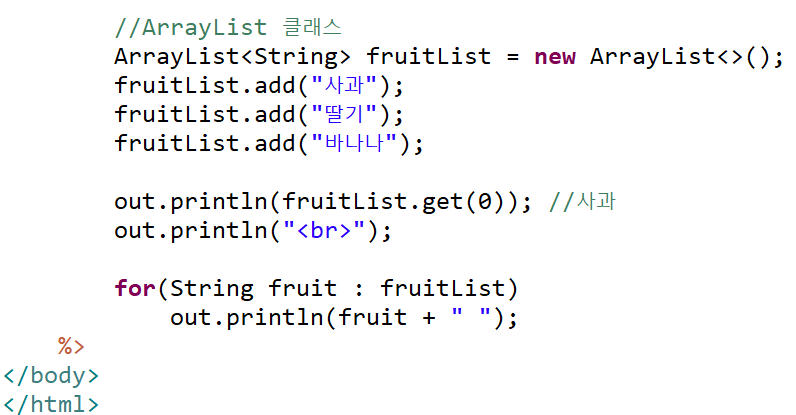 //ArrayList 클래스
ArrayList<String> fruitList = new ArrayList<>();
fruitList.add("사과");
fruitList.add("딸기");
fruitList.add("바나나");
out.println(fruitList.get(0)); //사과
out.println("<br>");
for(String fruit : fruitList)
out.println(fruit + " ");
%>
</body>
</html>